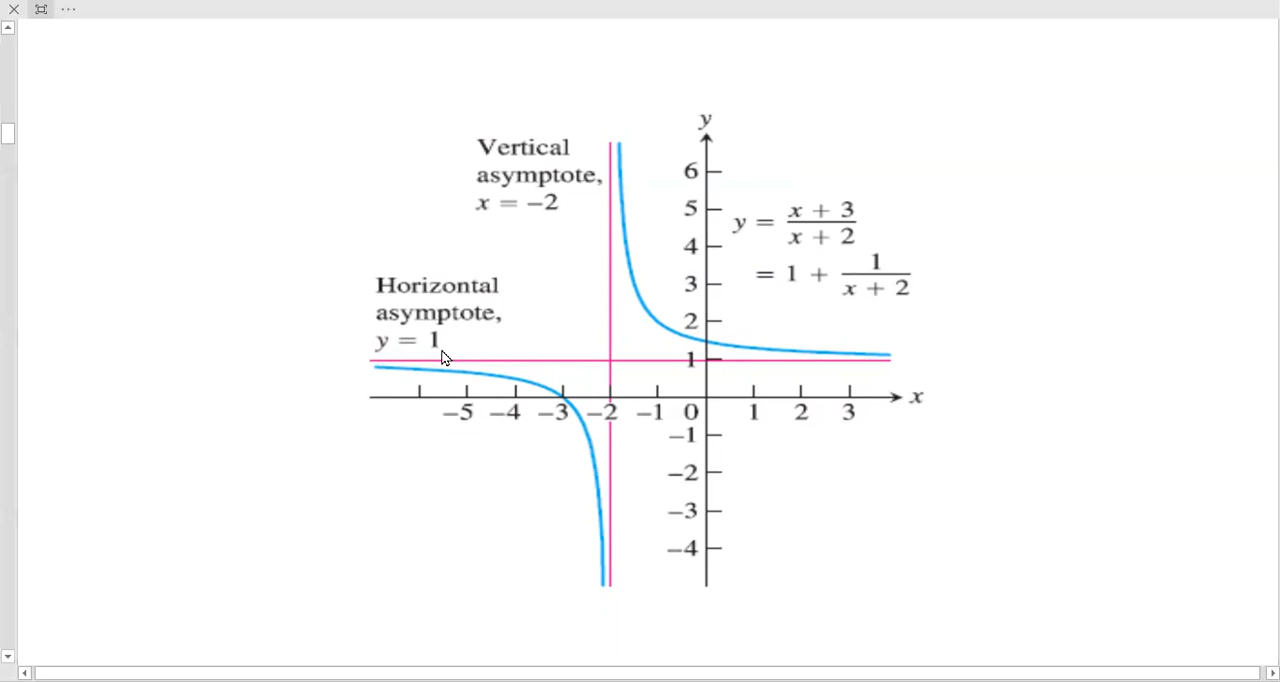 y
Vertical
asymptote,
x = −2
6
5
4
3
2
1
y = x + 3 / x + 2
= 1 + 1 / x + 2
Horizontal
asymptote,
y = 1
−5 −4 −3 −2 −1 0 1 2 3 x
−1
−2
−3
−4